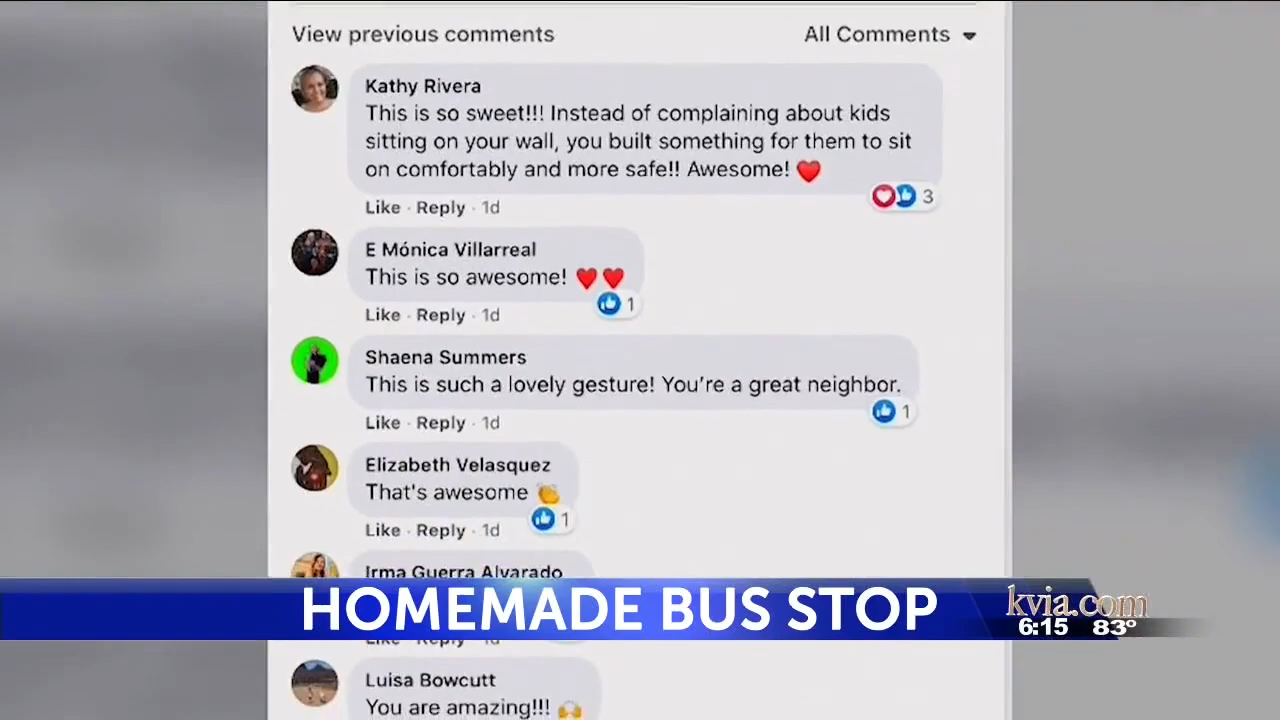 View previous comments
All Comments
Kathy Rivera
This is so sweet!!! Instead of complaining about kids
sitting on your wall, you built something for them to sit
on comfortably and more safe!! Awesome! ❤️
3
Like · Reply · 1d
E Mónica Villarreal
This is so awesome! ❤️❤️
1
Like · Reply · 1d
Shaena Summers
This is such a lovely gesture! You're a great neighbor.
1
Like · Reply · 1d
Elizabeth Velasquez
That's awesome 👏
1
Like · Reply · 1d
Irma Guerra Alvarado
HOMEMADE BUS STOP
kvia.com
6:15 83°
Like · Reply · 1d
Luisa Bowcutt
You are amazing!!! 🙌